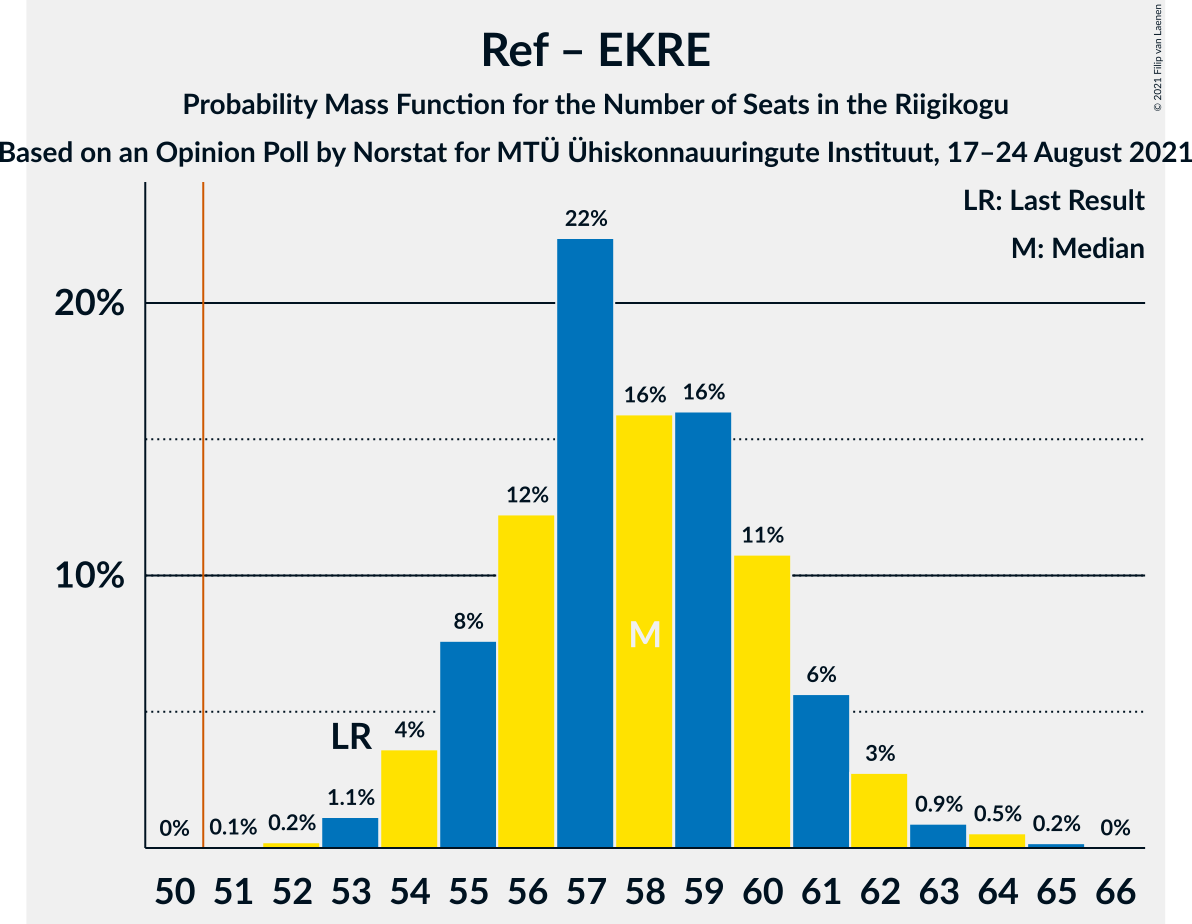 Ref – EKRE
Probability Mass Function for the Number of Seats in the Riigikogu
Based on an Opinion Poll by Norstat for MTÜ Ühiskonnauuringute Instituut, 17–24 August 2021
© 2021 Filip van Laenen
LR: Last Result
M: Median
22%
20%
16% 16%
12%
11%
10%
8%
M
6%
LR 4%
3%
0% 0.1% 0.2% 1.1% 0.9% 0.5% 0.2% 0%
50 51 52 53 54 55 56 57 58 59 60 61 62 63 64 65 66